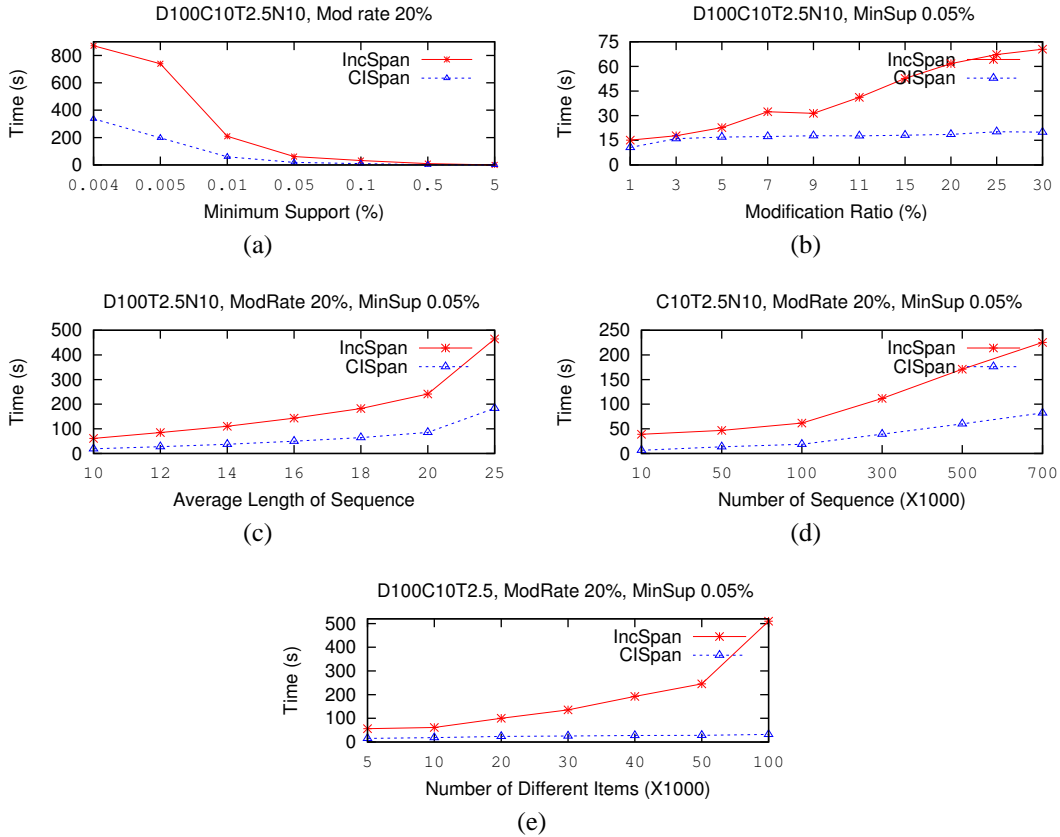 D100C10T2.5N10, Mod rate 20%
IncSpan
CISpan
800
600
400
200
0
Time (s)
0.004 0.005 0.01 0.05 0.1 0.5 5
Minimum Support (%)
(a)
D100C10T2.5N10, MinSup 0.05%
IncSpan
CISpan
75
60
45
30
15
0
Time (s)
1 3 5 7 9 11 15 20 25 30
Modification Ratio (%)
(b)
D100T2.5N10, ModRate 20%, MinSup 0.05%
IncSpan
CISpan
500
400
300
200
100
0
Time (s)
10 12 14 16 18 20 25
Average Length of Sequence
(c)
C10T2.5N10, ModRate 20%, MinSup 0.05%
IncSpan
CISpan
250
200
150
100
50
0
Time (s)
10 50 100 300 500 700
Number of Sequence (X1000)
(d)
D100C10T2.5, ModRate 20%, MinSup 0.05%
IncSpan
CISpan
500
400
300
200
100
0
Time (s)
5 10 20 30 40 50 100
Number of Different Items (X1000)
(e)